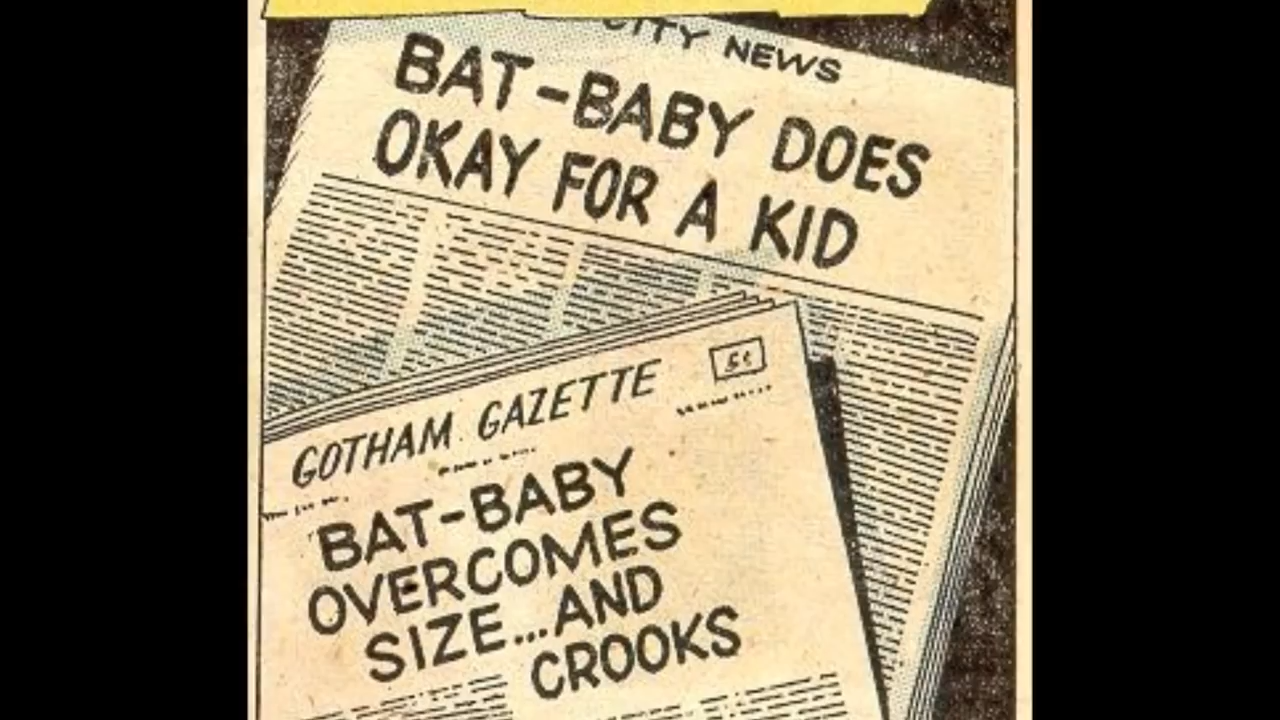 CITY NEWS
BAT-BABY DOES
OKAY FOR A KID
GOTHAM GAZETTE
5¢
BAT-BABY
OVERCOMES
SIZE...AND
CROOKS